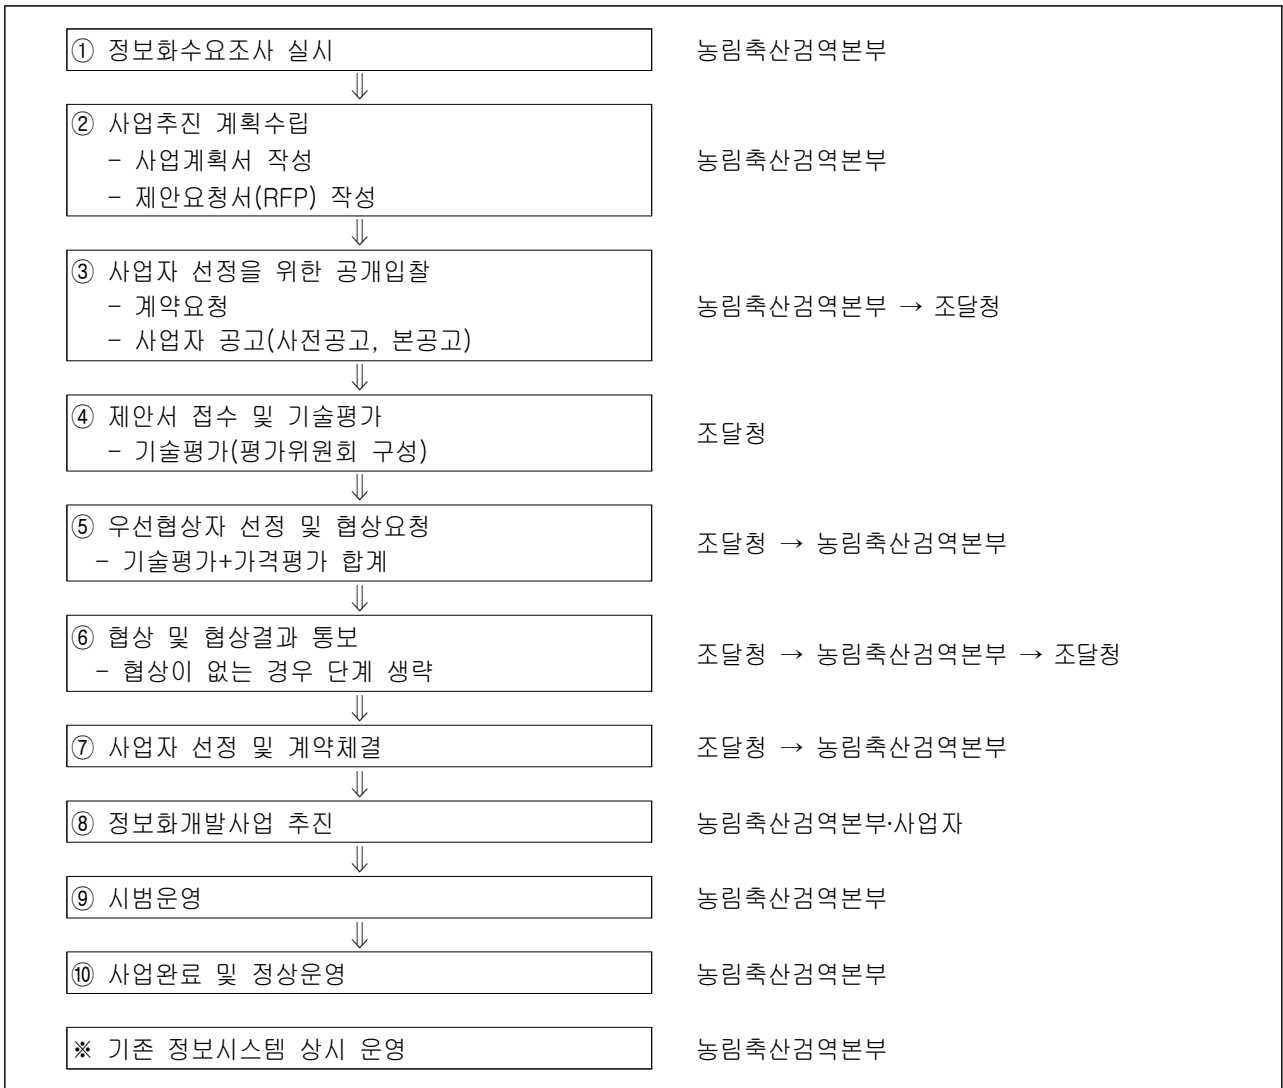 ① 정보화수요조사 실시 농림축산검역본부
⇓
② 사업추진 계획수립
- 사업계획서 작성 농림축산검역본부
- 제안요청서(RFP) 작성
⇓
③ 사업자 선정을 위한 공개입찰
- 계약요청 농림축산검역본부 → 조달청
- 사업자 공고(사전공고, 본공고)
⇓
④ 제안서 접수 및 기술평가
조달청
- 기술평가(평가위원회 구성)
⇓
⑤ 우선협상자 선정 및 협상요청
조달청 → 농림축산검역본부
- 기술평가+가격평가 합계
⇓
⑥ 협상 및 협상결과 통보
조달청 → 농림축산검역본부 → 조달청
- 협상이 없는 경우 단계 생략
⇓
⑦ 사업자 선정 및 계약체결 조달청 → 농림축산검역본부
⇓
⑧ 정보화개발사업 추진 농림축산검역본부·사업자
⇓
⑨ 시범운영 농림축산검역본부
⇓
⑩ 사업완료 및 정상운영 농림축산검역본부
※ 기존 정보시스템 상시 운영 농림축산검역본부